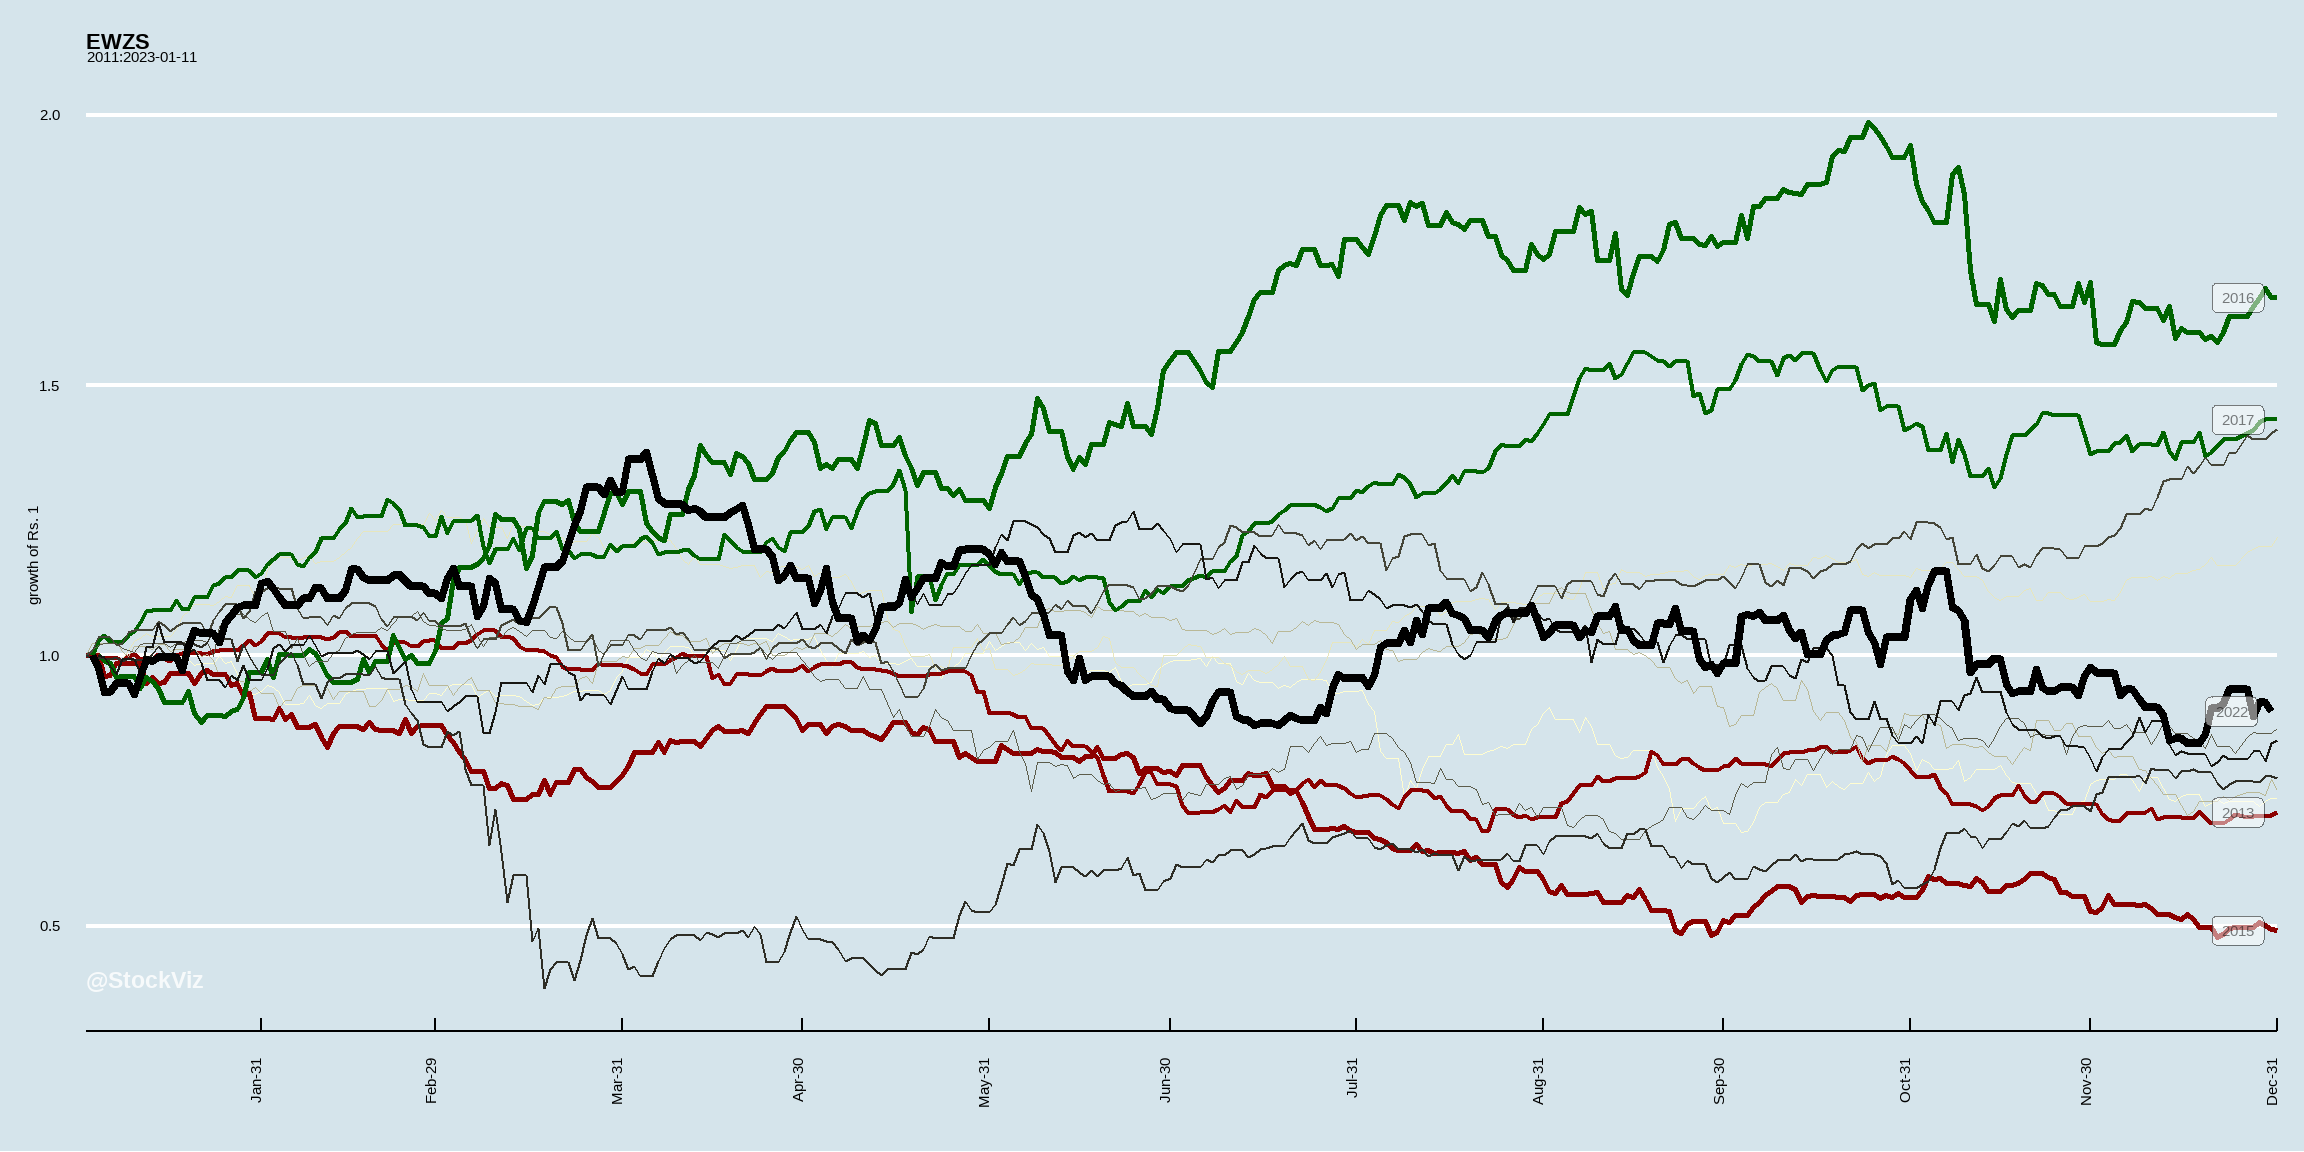 EWZS
2011:2023-01-11
2.0
1.5
1.0
0.5
growth of Rs. 1
2016
2017
2022
2013
2015
@StockViz
Jan-31
Feb-29
Mar-31
Apr-30
May-31
Jun-30
Jul-31
Aug-31
Sep-30
Oct-31
Nov-30
Dec-31